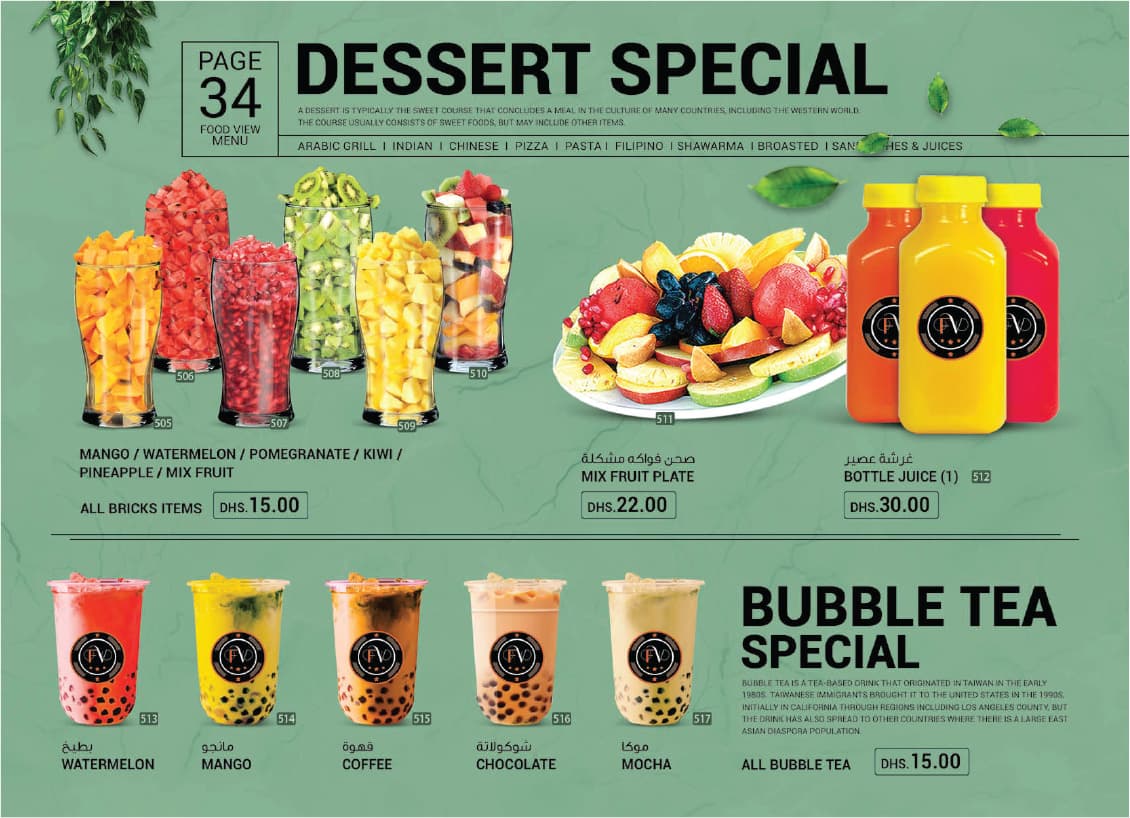 PAGE
34
FOOD VIEW
MENU
DESSERT SPECIAL
A DESSERT IS TYPICALLY THE SWEET COURSE THAT CONCLUDES A MEAL IN THE CULTURE OF MANY COUNTRIES, INCLUDING THE WESTERN WORLD.
THE COURSE USUALLY CONSISTS OF SWEET FOODS, BUT MAY INCLUDE OTHER ITEMS.
ARABIC GRILL I INDIAN I CHINESE I PIZZA I PASTA I FILIPINO I SHAWARMA I BROASTED I & JUICES
506
508
510
505
507
509
511
FV
FV
FV
MANGO / WATERMELON / POMEGRANATE / KIWI /
PINEAPPLE / MIX FRUIT
ALL BRICKS ITEMS DHS.15.00
صحن فواكه مشكلة
MIX FRUIT PLATE
DHS.22.00
غرشة عصير
BOTTLE JUICE (1) 512
DHS.30.00
FV
FV
FV
FV
FV
513
514
515
516
517
بطيخ
WATERMELON
مانجو
MANGO
قهوة
COFFEE
شوكولاتة
CHOCOLATE
موكا
MOCHA
BUBBLE TEA
SPECIAL
BUBBLE TEA IS A TEA-BASED DRINK THAT ORIGINATED IN TAIWAN IN THE EARLY
1980S. TAIWANESE IMMIGRANTS BROUGHT IT TO THE UNITED STATES IN THE 1990S,
INITIALLY IN CALIFORNIA THROUGH REGIONS INCLUDING LOS ANGELES COUNTY, BUT
THE DRINK HAS ALSO SPREAD TO OTHER COUNTRIES WHERE THERE IS A LARGE EAST
ASIAN DIASPORA POPULATION.
ALL BUBBLE TEA DHS.15.00